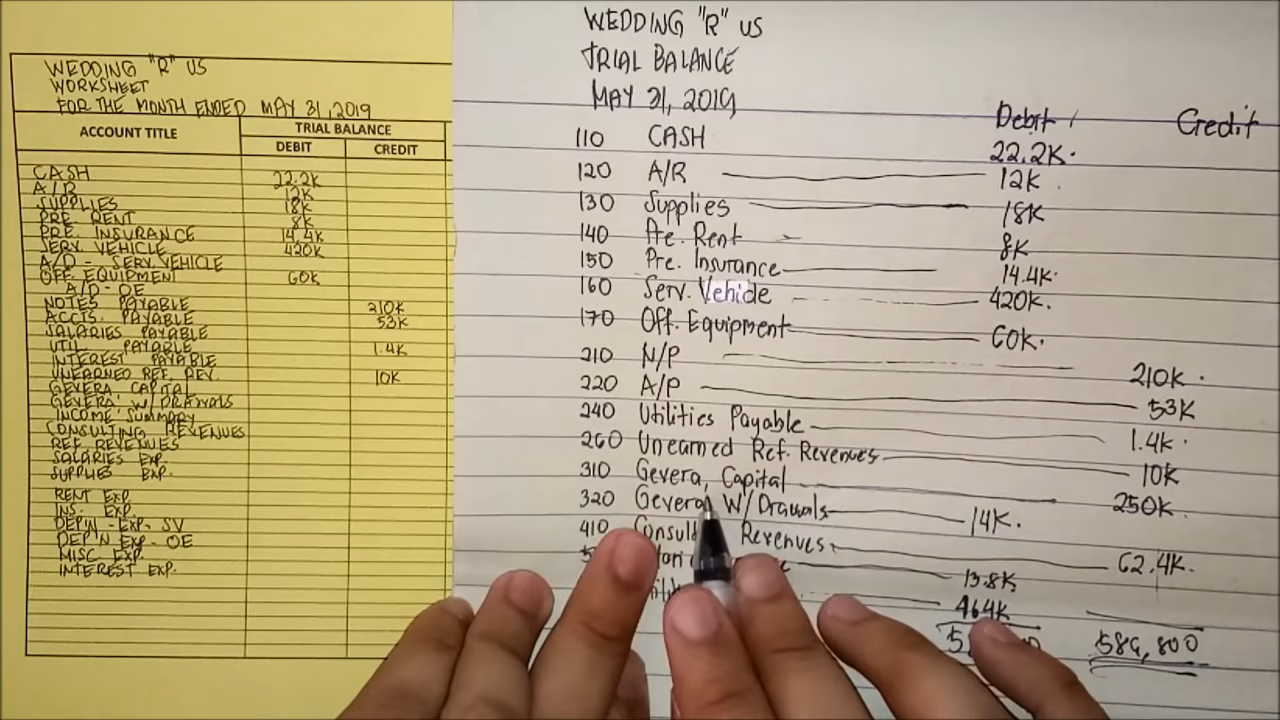 WEDDING "R" US
WORKSHEET
FOR THE MONTH ENDED MAY 31, 2019
ACCOUNT TITLE
TRIAL BALANCE
DEBIT CREDIT
CASH 22.2K
A/R 12K
SUPPLIES 18K
PRE. RENT 8K
PRE. INSURANCE 14.4K
SERV. VEHICLE 420K
A/D - SERV. VEHICLE
OFF. EQUIPMENT 60K
A/D - OE
NOTES PAYABLE 210K
ACCTS. PAYABLE 53K
SALARIES PAYABLE
UTIL. PAYABLE 1.4K
INTEREST PAYABLE
UNEARNED REF. REV. 10K
GEVERA CAPITAL
GEVERA W/DRAWALS
INCOME SUMMARY
CONSULTING REVENUES
REF. REVENUES
SALARIES EXP.
SUPPLIES EXP.
RENT EXP.
INS. EXP.
DEP'N - EXP. SV
DEP'N EXP. - OE
MISC. EXP.
INTEREST EXP.
WEDDING "R" US
TRIAL BALANCE
MAY 31, 2019
Debit Credit
110 CASH 22.2K.
120 A/R 12K
130 Supplies 18K
140 Pre. Rent 8K
150 Pre. Insurance 14.4K
160 Serv. Vehicle 420K.
170 Off. Equipment 60K.
210 N/P 210K.
220 A/P 53K
240 Utilities Payable 1.4K.
260 Unearned Ref. Revenues 10K
310 Gevera, Capital 250K.
320 Gevera W/Drawals 14K.
410 Revenues 62.4K.
13.8K
586,800